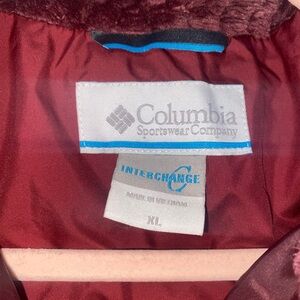 Columbia
Sportswear Company
INTERCHANGE
MADE IN VIETNAM
XL